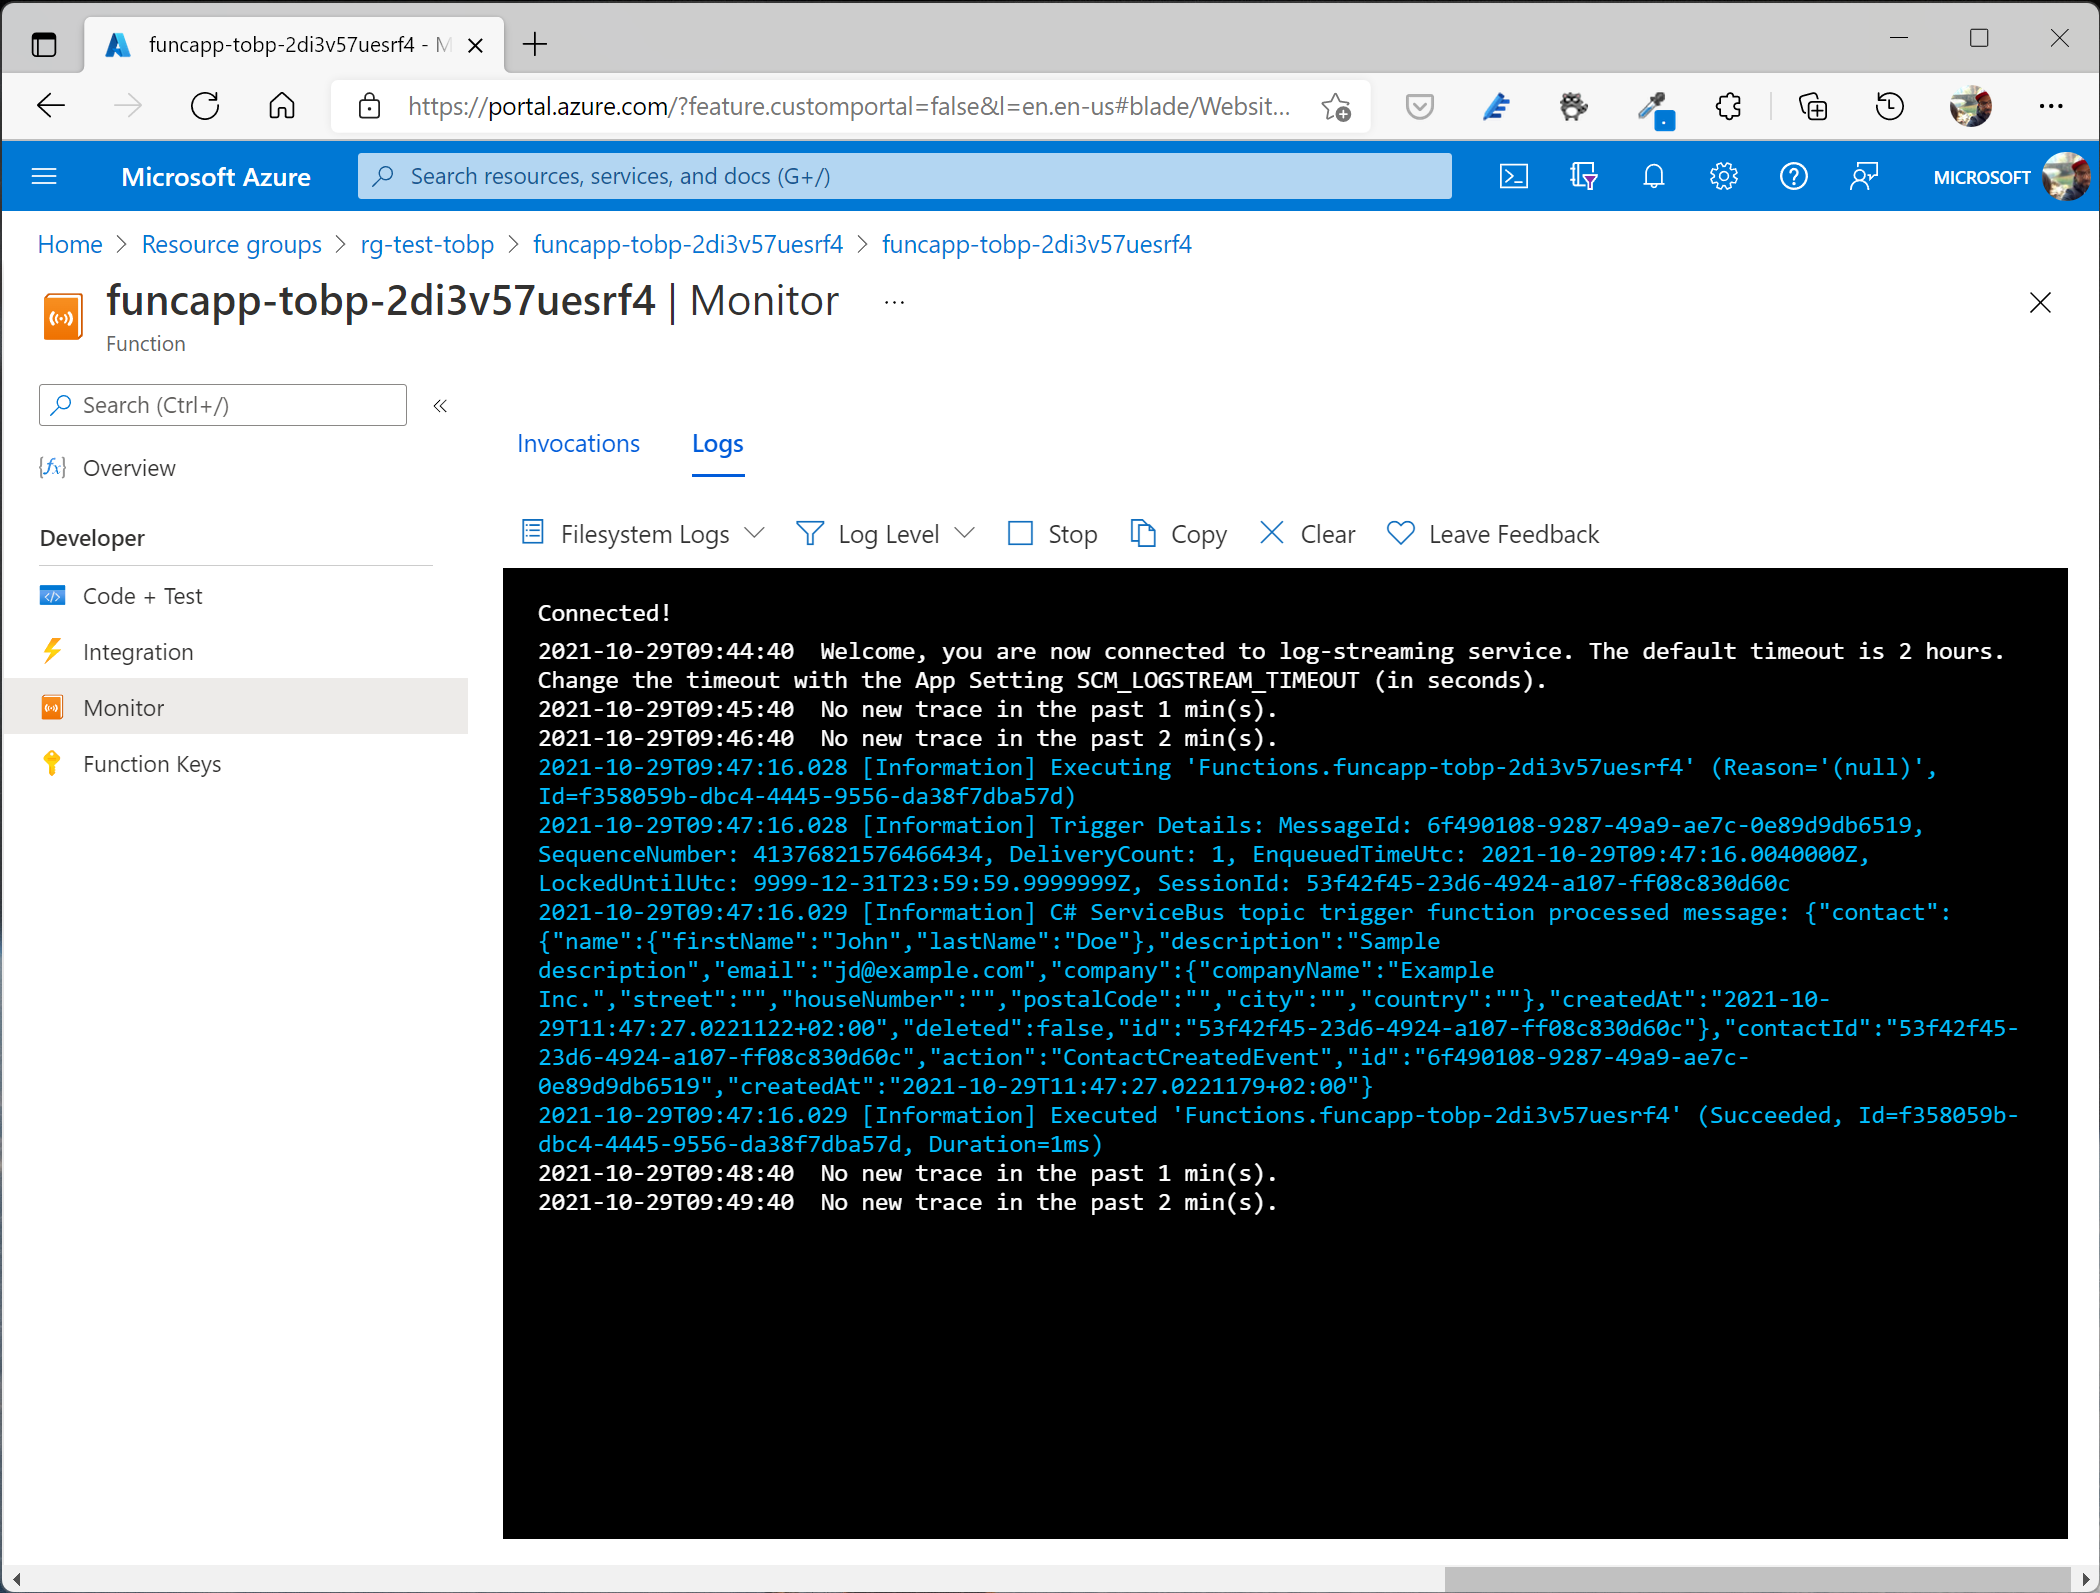 funcapp-tobp-2di3v57uesrf4 - M
https://portal.azure.com/?feature.customportal=false&l=en.en-us#blade/Websit...
Microsoft Azure
Search resources, services, and docs (G+/)
MICROSOFT
Home > Resource groups > rg-test-tobp > funcapp-tobp-2di3v57uesrf4 > funcapp-tobp-2di3v57uesrf4
funcapp-tobp-2di3v57uesrf4 | Monitor ...
Function
Search (Ctrl+/)
«
Overview
Developer
Code + Test
Integration
Monitor
Function Keys
Invocations Logs
Filesystem Logs Log Level Stop Copy Clear Leave Feedback
Connected!
2021-10-29T09:44:40  Welcome, you are now connected to log-streaming service. The default timeout is 2 hours.
Change the timeout with the App Setting SCM_LOGSTREAM_TIMEOUT (in seconds).
2021-10-29T09:45:40  No new trace in the past 1 min(s).
2021-10-29T09:46:40  No new trace in the past 2 min(s).
2021-10-29T09:47:16.028 [Information] Executing 'Functions.funcapp-tobp-2di3v57uesrf4' (Reason='(null)',
Id=f358059b-dbc4-4445-9556-da38f7dba57d)
2021-10-29T09:47:16.028 [Information] Trigger Details: MessageId: 6f490108-9287-49a9-ae7c-0e89d9db6519,
SequenceNumber: 41376821576466434, DeliveryCount: 1, EnqueuedTimeUtc: 2021-10-29T09:47:16.0040000Z,
LockedUntilUtc: 9999-12-31T23:59:59.9999999Z, SessionId: 53f42f45-23d6-4924-a107-ff08c830d60c
2021-10-29T09:47:16.029 [Information] C# ServiceBus topic trigger function processed message: {"contact":
{"name":{"firstName":"John","lastName":"Doe"},"description":"Sample
description","email":"jd@example.com","company":{"companyName":"Example
Inc.","street":"","houseNumber":"","postalCode":"","city":"","country":""},"createdAt":"2021-10-
29T11:47:27.0221122+02:00","deleted":false,"id":"53f42f45-23d6-4924-a107-ff08c830d60c"},"contactId":"53f42f45-
23d6-4924-a107-ff08c830d60c","action":"ContactCreatedEvent","id":"6f490108-9287-49a9-ae7c-
0e89d9db6519","createdAt":"2021-10-29T11:47:27.0221179+02:00"}
2021-10-29T09:47:16.029 [Information] Executed 'Functions.funcapp-tobp-2di3v57uesrf4' (Succeeded, Id=f358059b-
dbc4-4445-9556-da38f7dba57d, Duration=1ms)
2021-10-29T09:48:40  No new trace in the past 1 min(s).
2021-10-29T09:49:40  No new trace in the past 2 min(s).